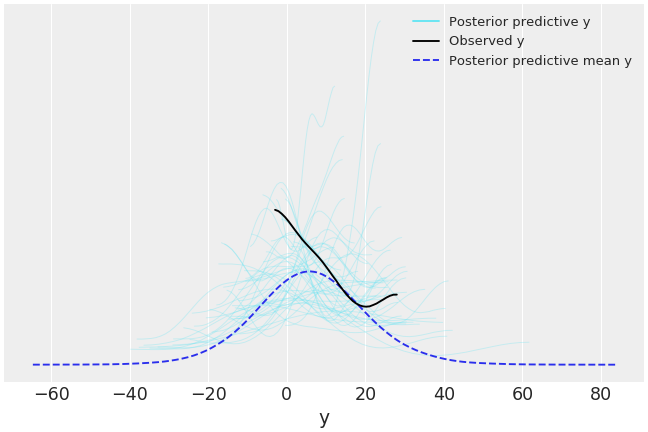 Posterior predictive y
Observed y
Posterior predictive mean y
−60 −40 −20 0 20 40 60 80
y